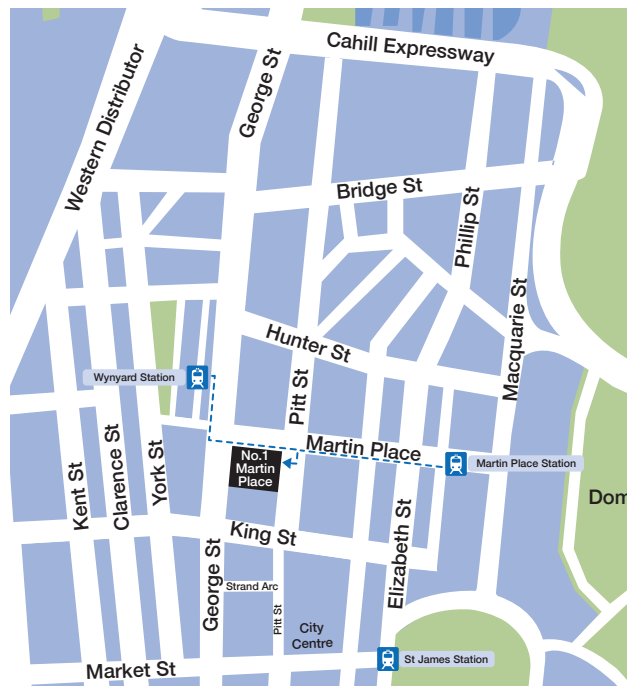 Cahill Expressway
George St
Western Distributor
Bridge St
Phillip St
Macquarie St
Hunter St
Wynyard Station
Pitt St
Martin Place
No.1
Martin
Place
Martin Place Station
Kent St
Clarence St
York St
Dom
King St
Elizabeth St
George St
Strand Arc
Pitt St
City
Centre
St James Station
Market St